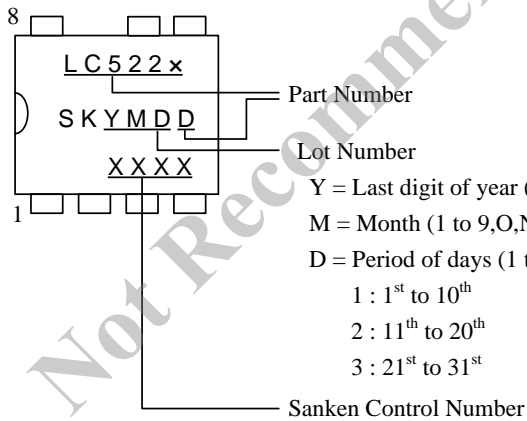 8
LC522×
SKYMDD
XXXX
1
Part Number
Lot Number
Y = Last digit of year (
M = Month (1 to 9,O,N
D = Period of days (1 t
1 : 1st to 10th
2 : 11th to 20th
3 : 21st to 31st
Sanken Control Number
Not Recommen